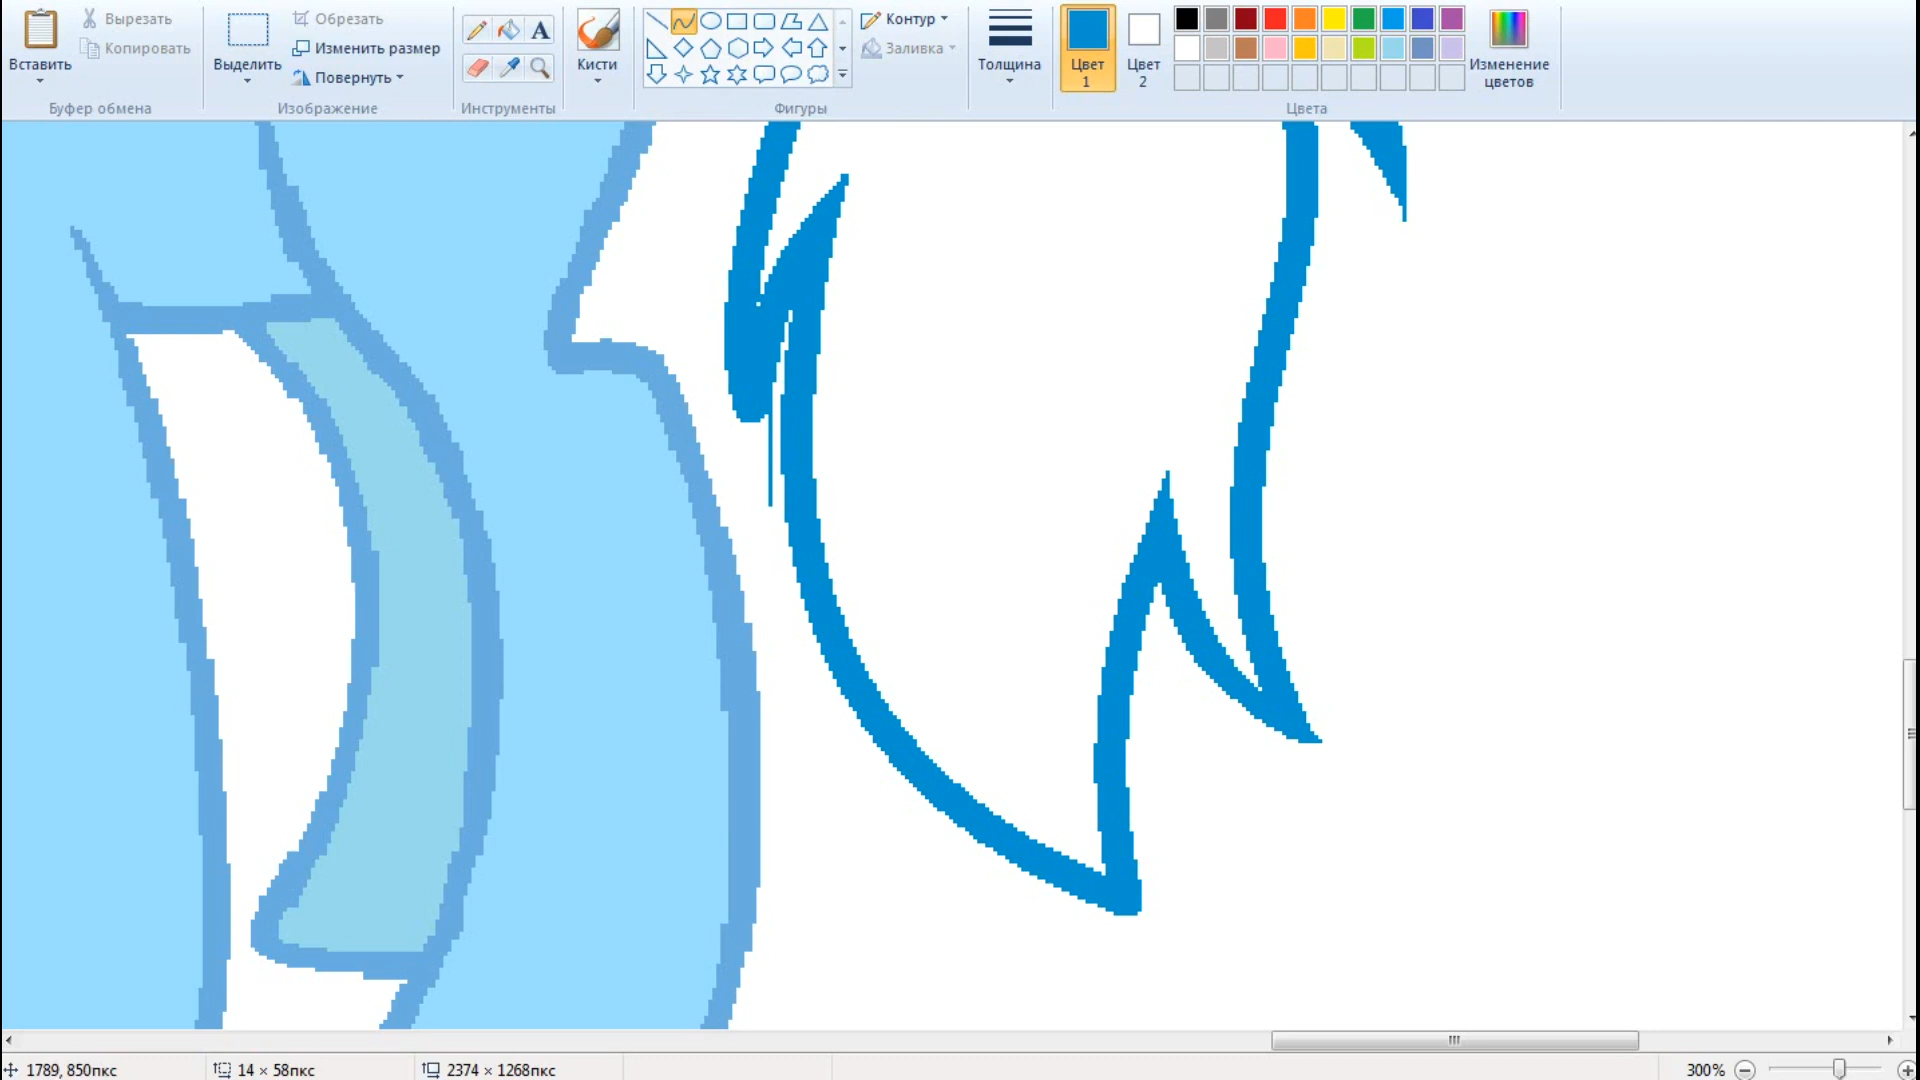 Вставить
Вырезать
Копировать
Буфер обмена
Выделить
Обрезать
Изменить размер
Повернуть
Изображение
A
Инструменты
Кисти
Контур
Заливка
Фигуры
Толщина
Цвет
1
Цвет
2
Изменение
цветов
Цвета
1789, 850пкс
14 × 58пкс
2374 × 1268пкс
300%